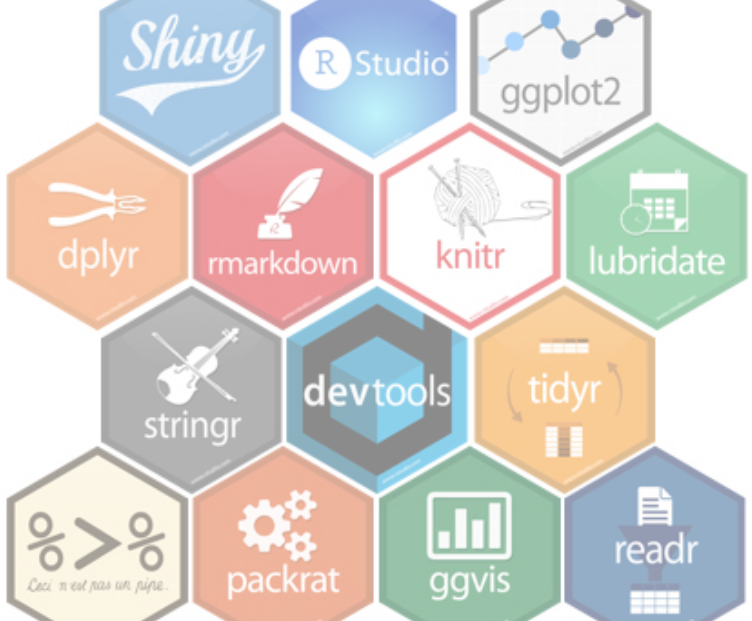 Shiny
R Studio
ggplot2
dplyr
rmarkdown
knitr
lubridate
stringr
devtools
tidyr
%>%
Ceci n'est pas un pipe.
packrat
ggvis
readr